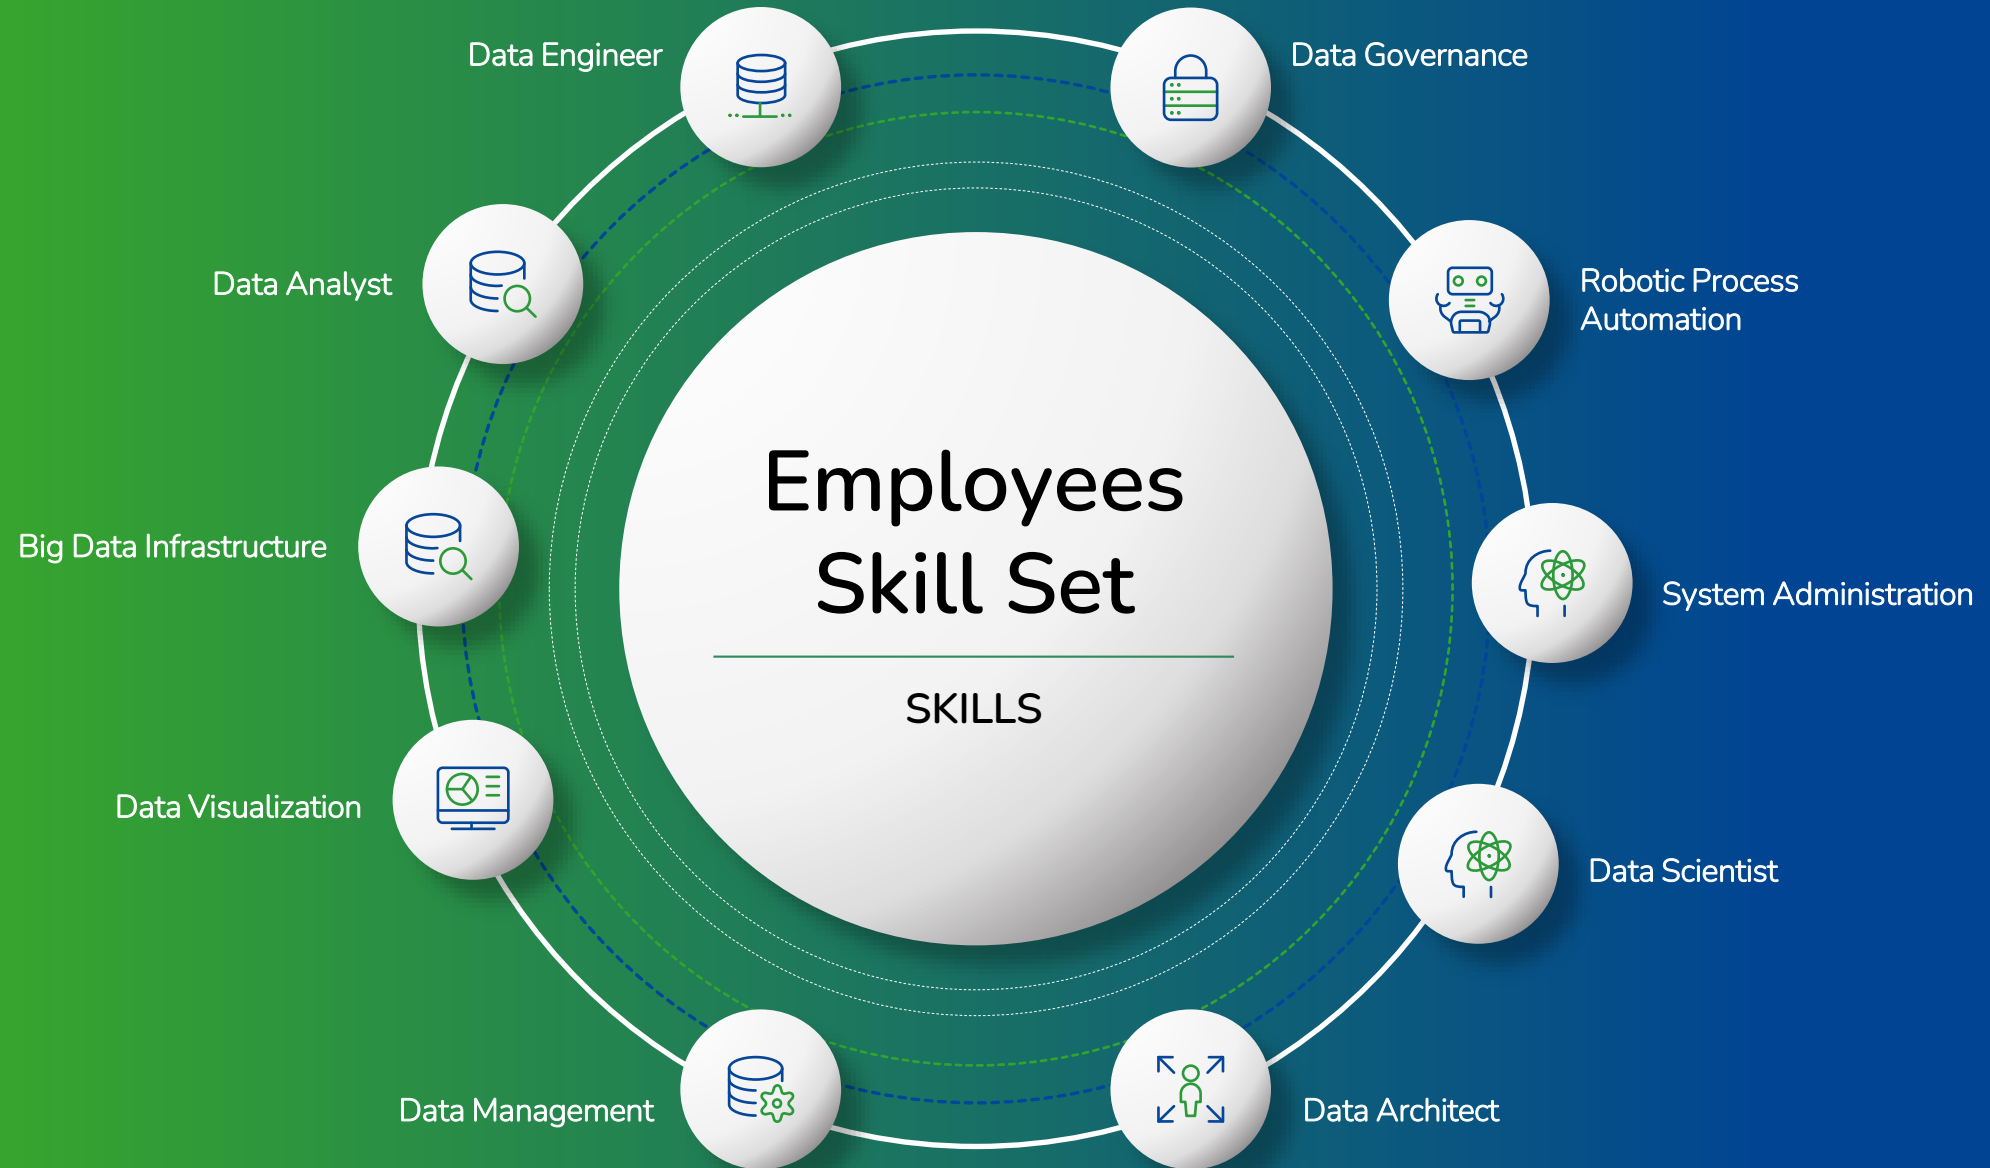 Data Engineer
Data Governance
Data Analyst
Robotic Process
Automation
Employees
Skill Set
SKILLS
Big Data Infrastructure
System Administration
Data Visualization
Data Scientist
Data Management
Data Architect